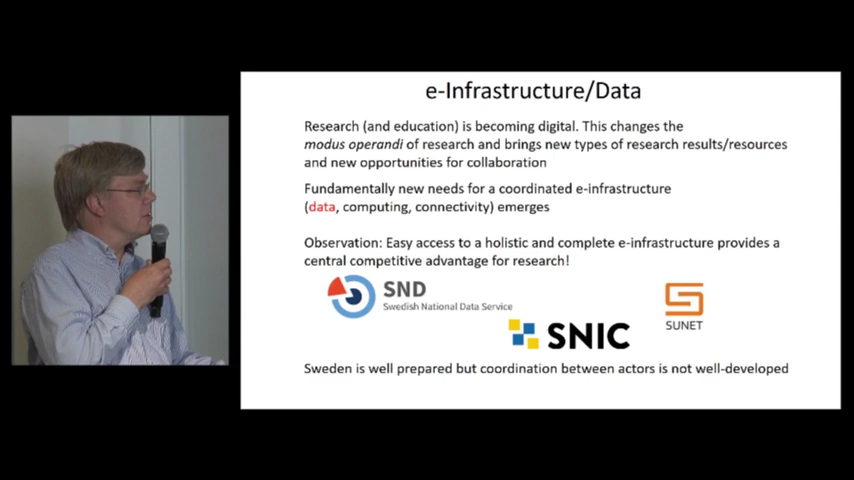 e-Infrastructure/Data
Research (and education) is becoming digital. This changes the
modus operandi of research and brings new types of research results/resources
and new opportunities for collaboration
Fundamentally new needs for a coordinated e-infrastructure
(data, computing, connectivity) emerges
Observation: Easy access to a holistic and complete e-infrastructure provides a
central competitive advantage for research!
SND
Swedish National Data Service
SNIC
SUNET
Sweden is well prepared but coordination between actors is not well-developed